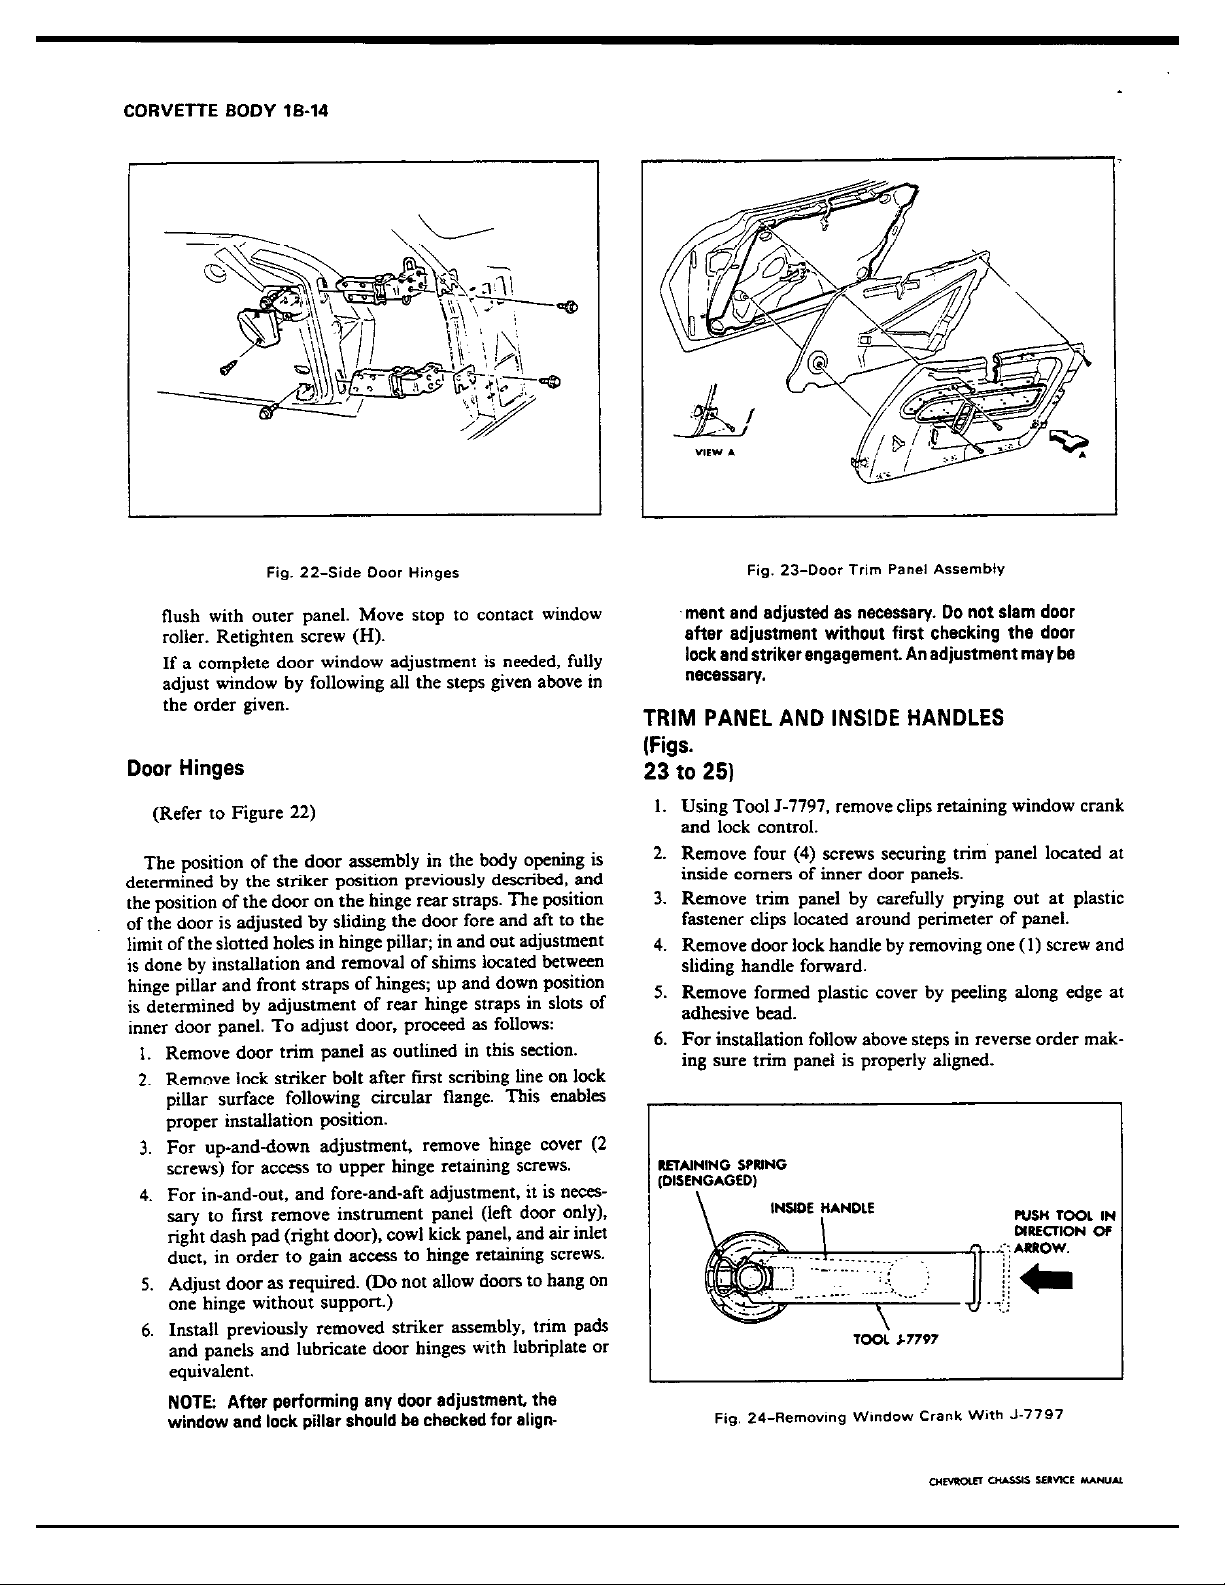 CORVETTE BODY 1B-14
Fig. 22-Side Door Hinges
flush with outer panel. Move stop to contact window
roller. Retighten screw (H).
If a complete door window adjustment is needed, fully
adjust window by following all the steps given above in
the order given.
Door Hinges
(Refer to Figure 22)
The position of the door assembly in the body opening is
determined by the striker position previously described, and
the position of the door on the hinge rear straps. The position
of the door is adjusted by sliding the door fore and aft to the
limit of the slotted holes in hinge pillar; in and out adjustment
is done by installation and removal of shims located between
hinge pillar and front straps of hinges; up and down position
is determined by adjustment of rear hinge straps in slots of
inner door panel. To adjust door, proceed as follows:
1. Remove door trim panel as outlined in this section.
2. Remove lock striker bolt after first scribing line on lock
pillar surface following circular flange. This enables
proper installation position.
3. For up-and-down adjustment, remove hinge cover (2
screws) for access to upper hinge retaining screws.
4. For in-and-out, and fore-and-aft adjustment, it is neces-
sary to first remove instrument panel (left door only),
right dash pad (right door), cowl kick panel, and air inlet
duct, in order to gain access to hinge retaining screws.
5. Adjust door as required. (Do not allow doors to hang on
one hinge without support.)
6. Install previously removed striker assembly, trim pads
and panels and lubricate door hinges with lubriplate or
equivalent.
NOTE: After performing any door adjustment, the
window and lock pillar should be checked for align-
VIEW A
A
Fig. 23-Door Trim Panel Assembly
ment and adjusted as necessary. Do not slam door
after adjustment without first checking the door
lock and striker engagement. An adjustment may be
necessary.
TRIM PANEL AND INSIDE HANDLES
(Figs.
23 to 25)
1. Using Tool J-7797, remove clips retaining window crank
and lock control.
2. Remove four (4) screws securing trim panel located at
inside corners of inner door panels.
3. Remove trim panel by carefully prying out at plastic
fastener clips located around perimeter of panel.
4. Remove door lock handle by removing one (1) screw and
sliding handle forward.
5. Remove formed plastic cover by peeling along edge at
adhesive bead.
6. For installation follow above steps in reverse order mak-
ing sure trim panel is properly aligned.
RETAINING SPRING
(DISENGAGED)
INSIDE HANDLE
PUSH TOOL IN
DIRECTION OF
ARROW.
TOOL J-7797
Fig. 24-Removing Window Crank With J-7797
CHEVROLET CHASSIS SERVICE MANUAL